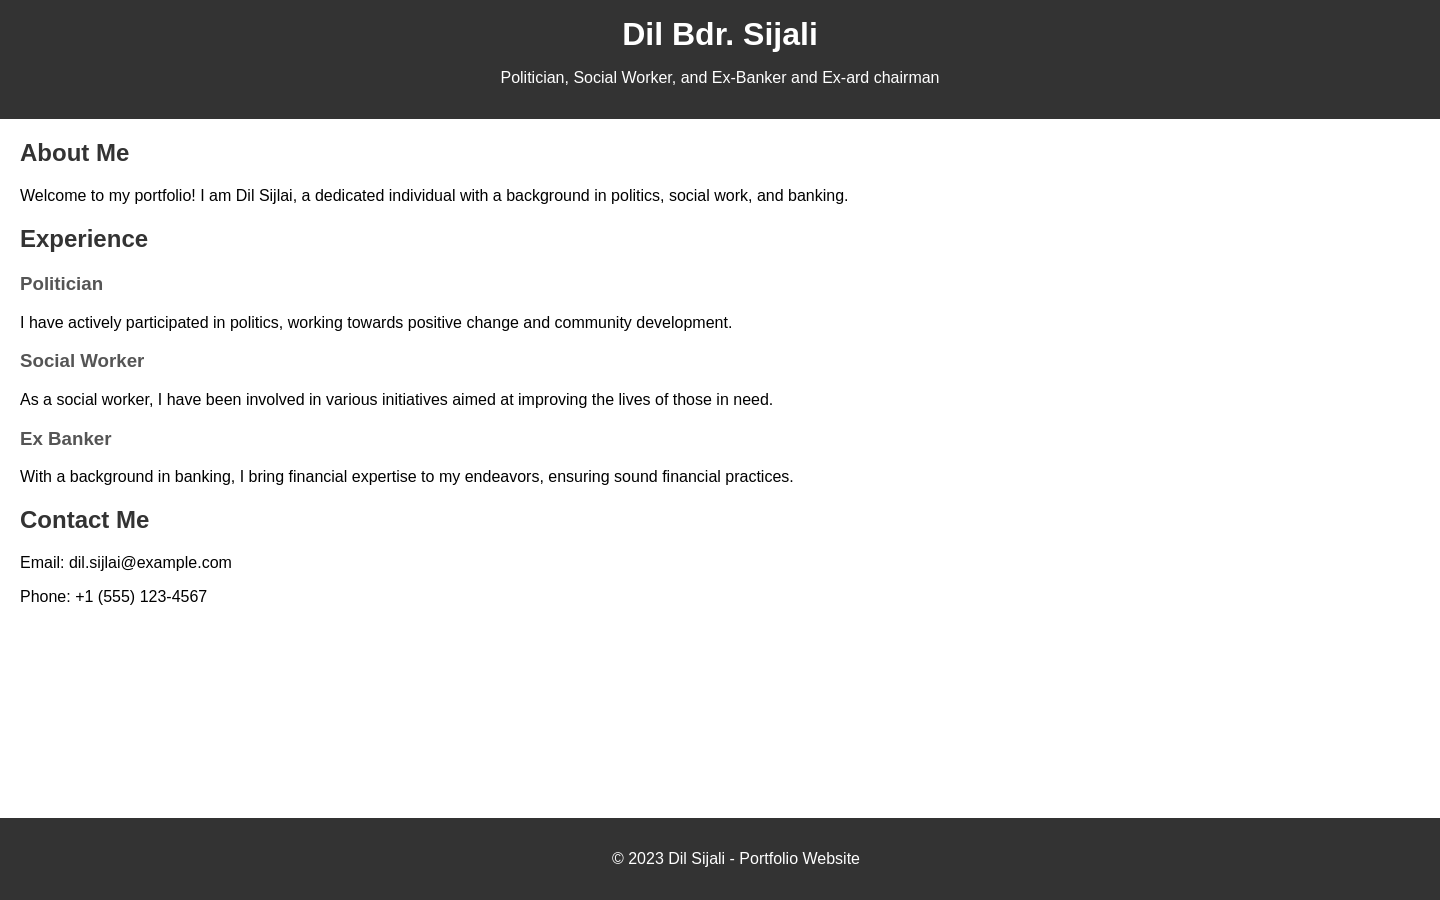 Dil Bdr. Sijali
Politician, Social Worker, and Ex-Banker and Ex-ard chairman
About Me
Welcome to my portfolio! I am Dil Sijlai, a dedicated individual with a background in politics, social work, and banking.
Experience
Politician
I have actively participated in politics, working towards positive change and community development.
Social Worker
As a social worker, I have been involved in various initiatives aimed at improving the lives of those in need.
Ex Banker
With a background in banking, I bring financial expertise to my endeavors, ensuring sound financial practices.
Contact Me
Email: dil.sijlai@example.com
Phone: +1 (555) 123-4567
© 2023 Dil Sijali - Portfolio Website